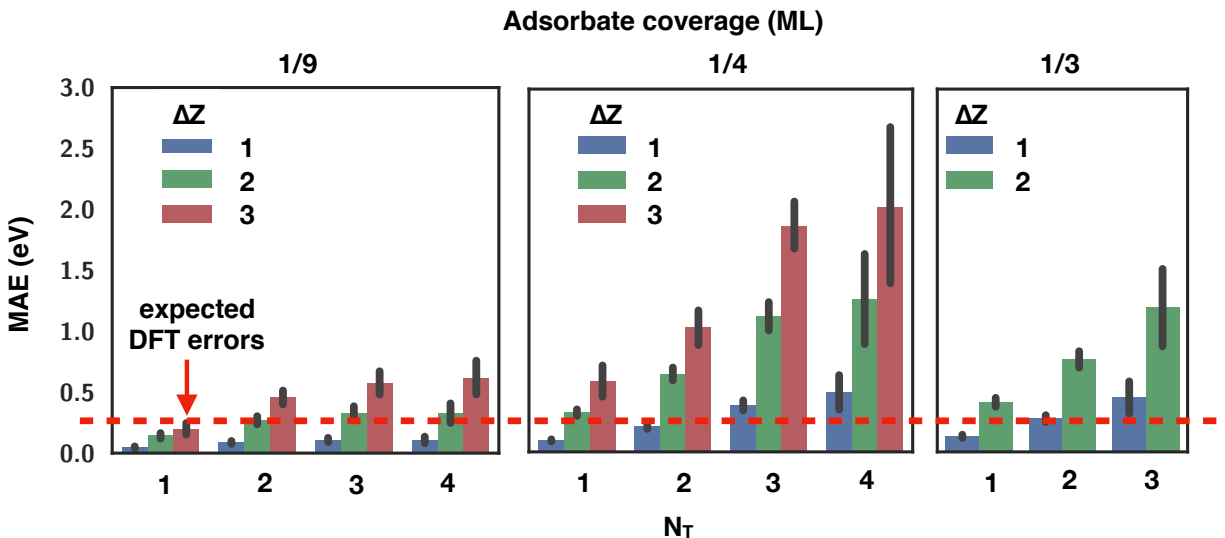 Adsorbate coverage (ML)
1/9
1/4
1/3
MAE (eV)
3.0
2.5
2.0
1.5
1.0
0.5
0.0
ΔZ
1
2
3
expected
DFT errors
ΔZ
1
2
3
ΔZ
1
2
1 2 3 4
1 2 3 4
1 2 3
N_T